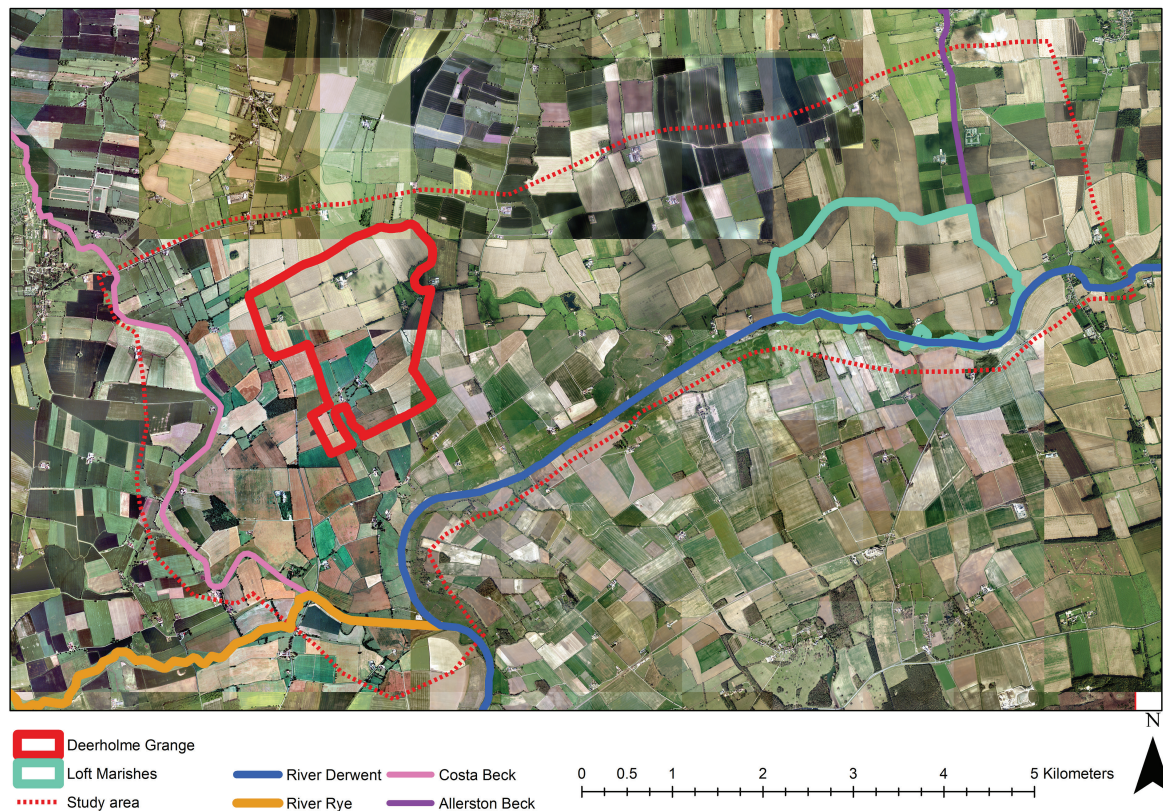 N
Deerholme Grange
Loft Marishes
Study area
River Derwent
River Rye
Costa Beck
Allerston Beck
0 0.5 1 2 3 4 5 Kilometers